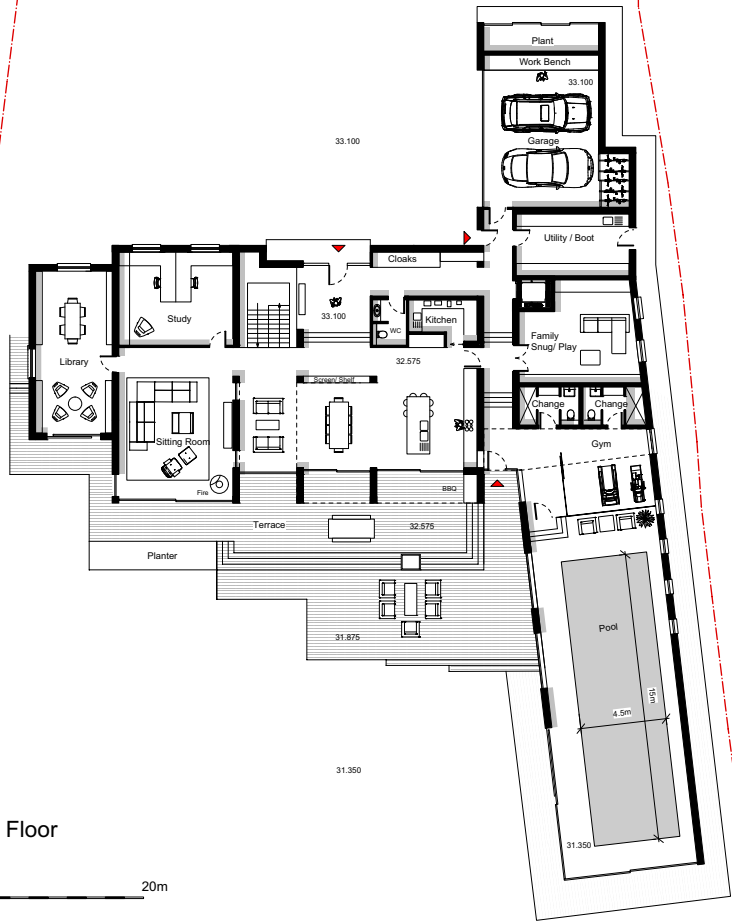 Plant
Work Bench
33.100
33.100
Garage
Utility / Boot
Cloaks
Study
33.100
WC
Kitchen
Family
Snug/ Play
Library
32.575
Screen/ Shelf
Change
Change
Sitting Room
Gym
Fire
BBQ
Terrace
32.575
Planter
Pool
31.875
15m
4.5m
31.350
Floor
31.350
20m